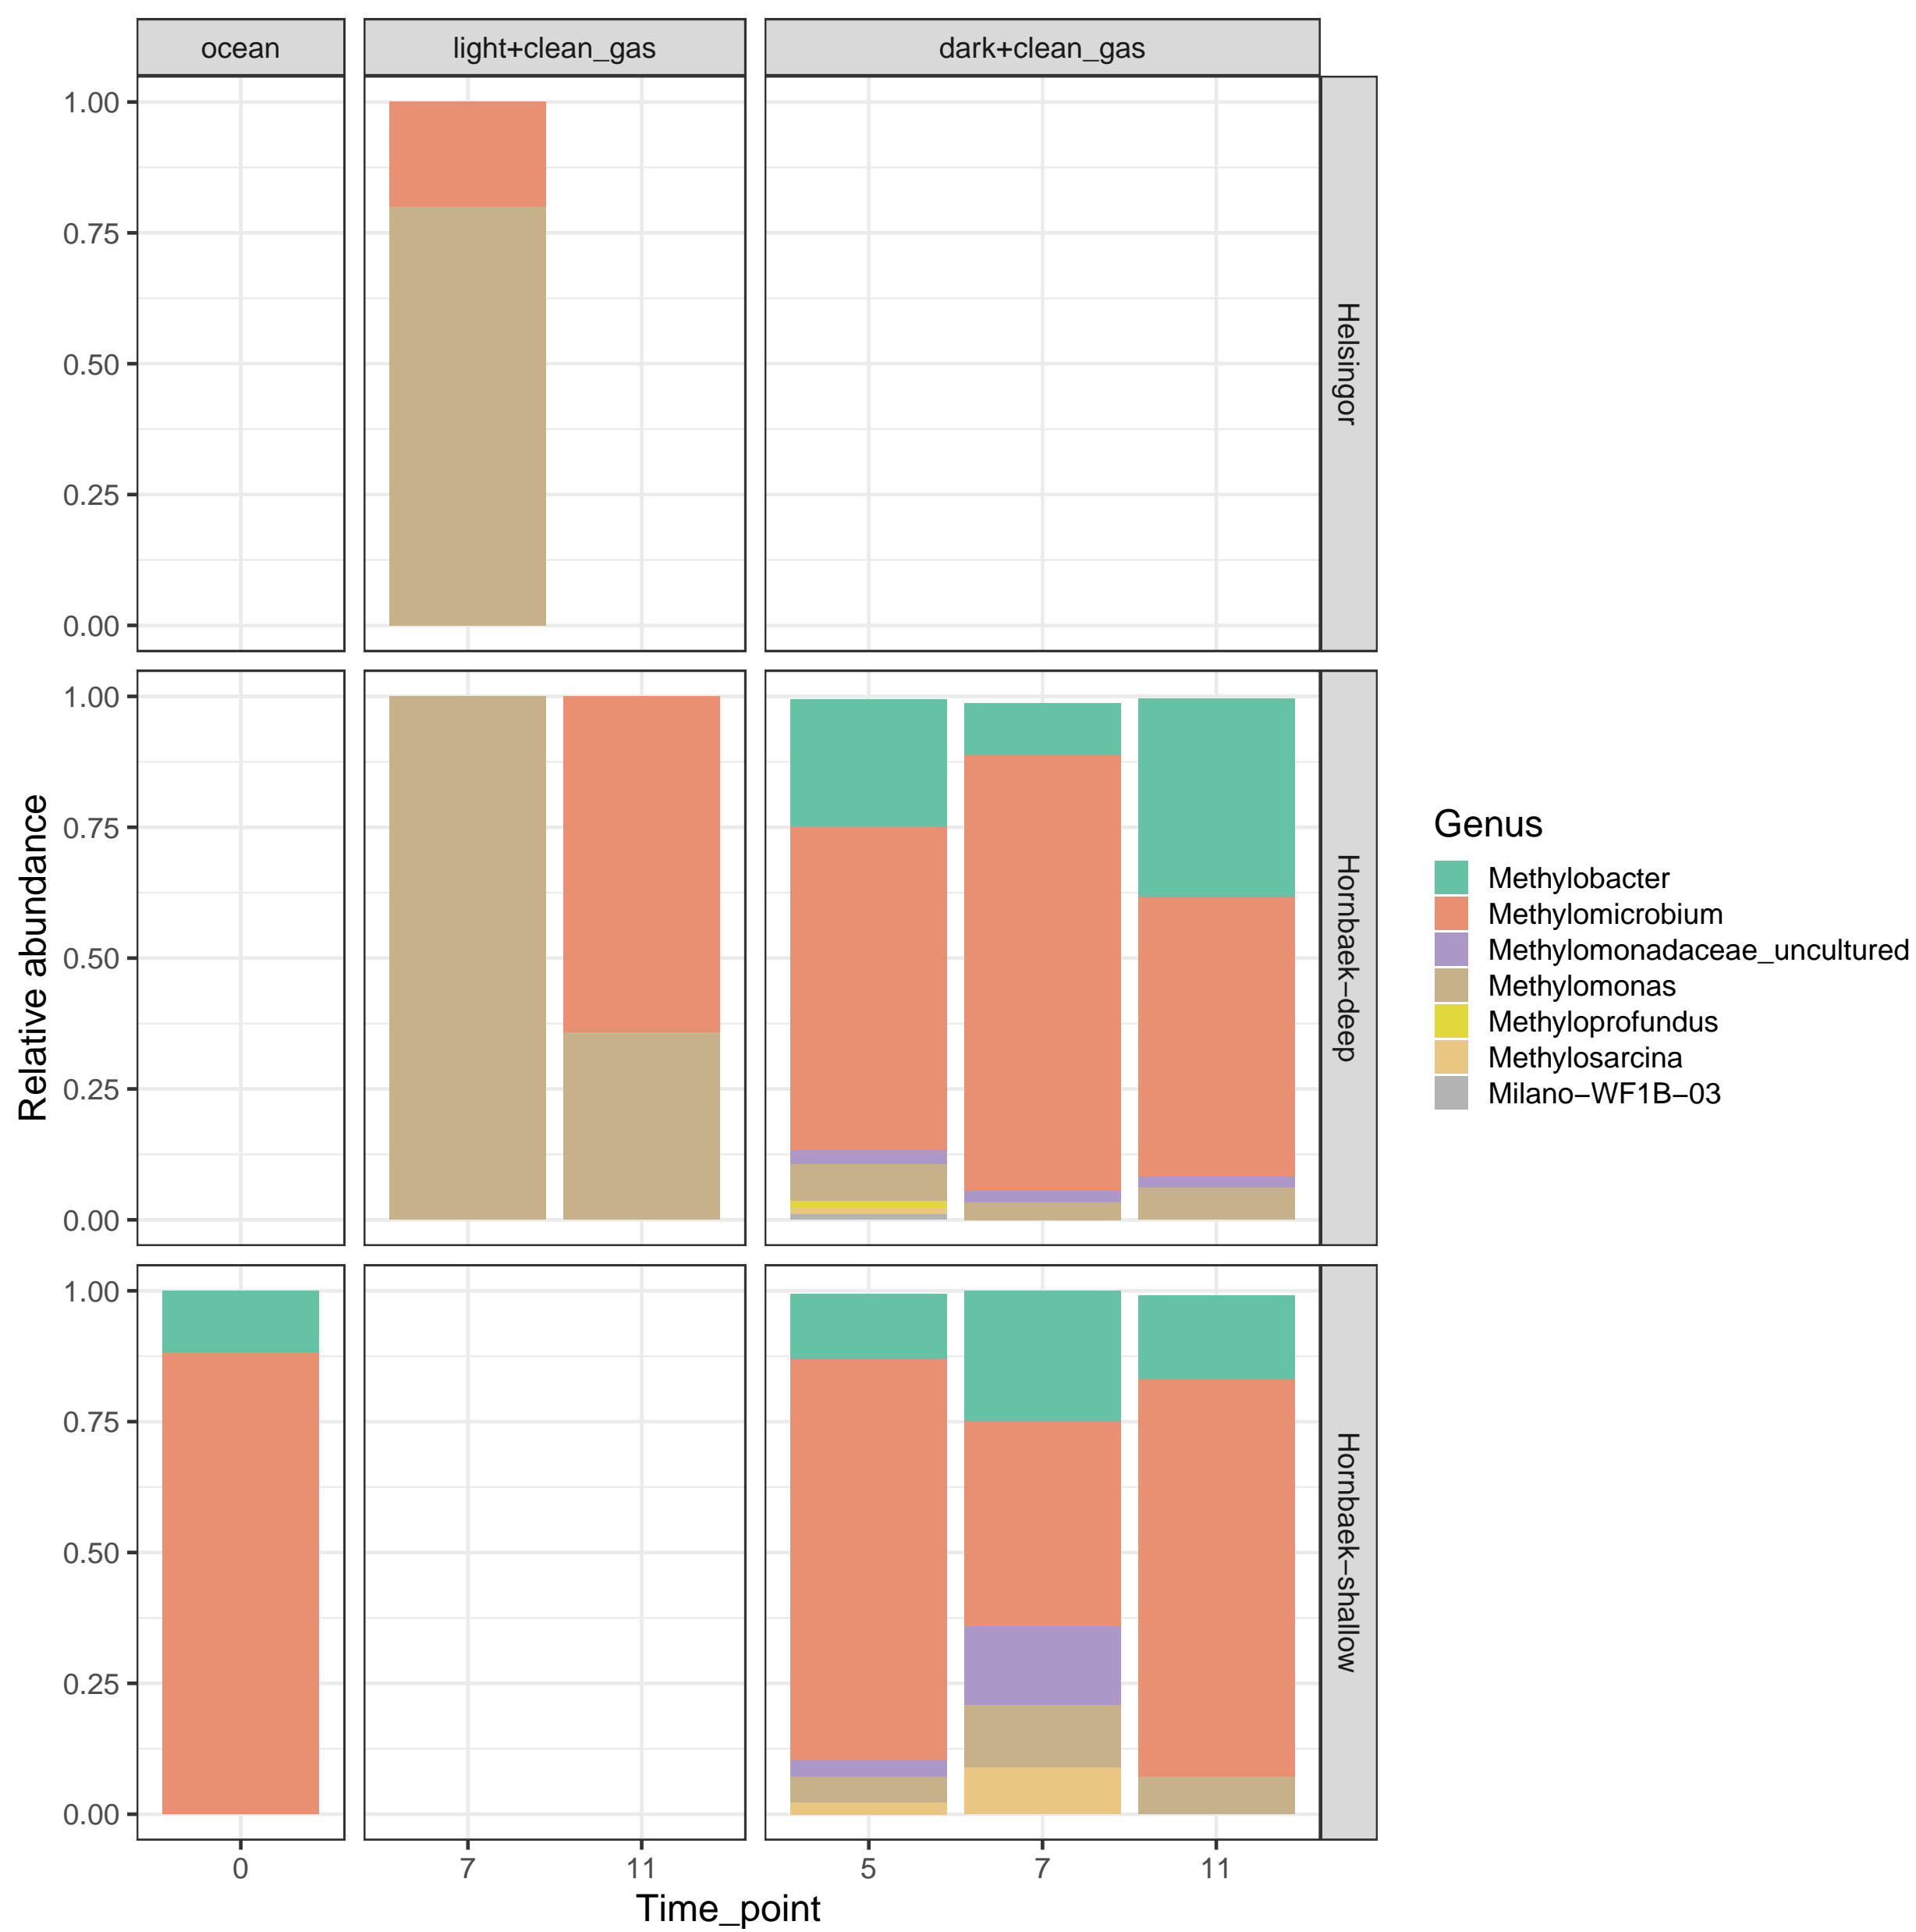 ocean
light+clean_gas
dark+clean_gas
1.00
0.75
0.50
0.25
0.00
Helsingor
1.00
0.75
0.50
0.25
0.00
Hornbaek−deep
1.00
0.75
0.50
0.25
0.00
Hornbaek−shallow
0
7
11
5
7
11
Time_point
Relative abundance
Genus
Methylobacter
Methylomicrobium
Methylomonadaceae_uncultured
Methylomonas
Methyloprofundus
Methylosarcina
Milano−WF1B−03